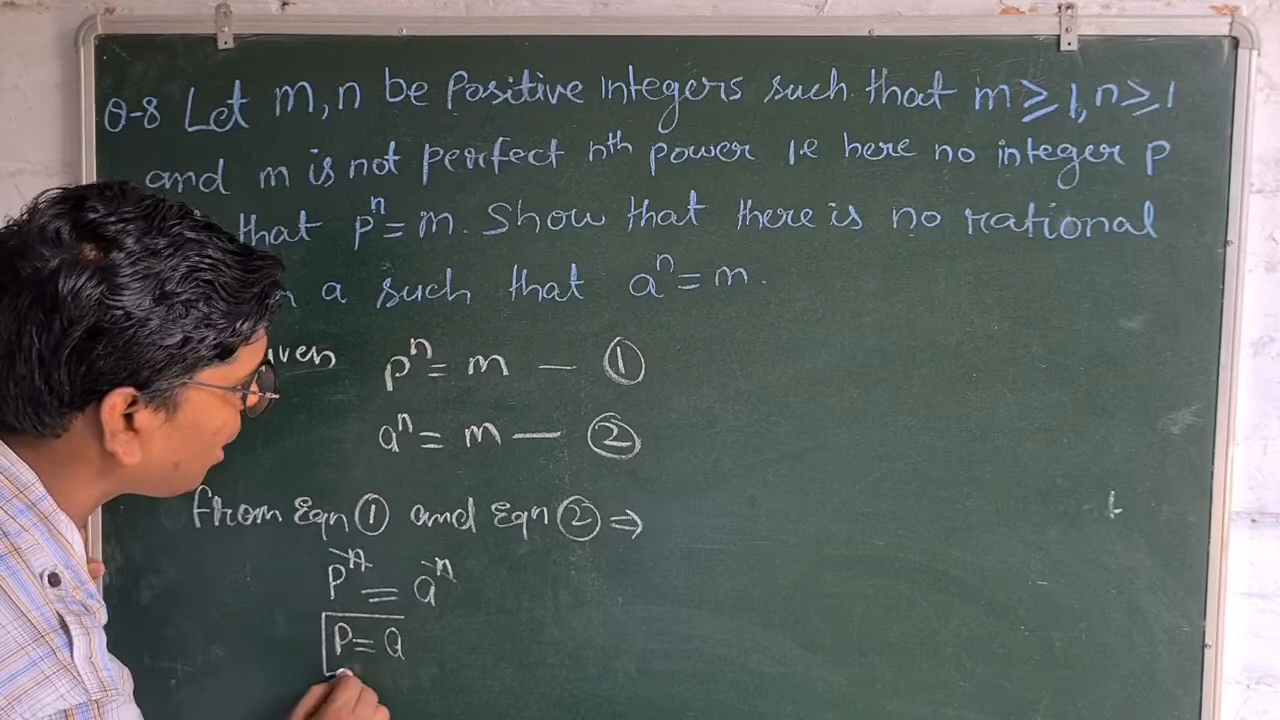 Q-8 Let m,n be Positive Integers such that m ≥ 1, n ≥ 1
and m is not perfect nth power i.e here no integer p
that pⁿ = m. Show that there is no rational
a such that aⁿ = m.
pⁿ = m — ①
aⁿ = m — ②
from Eqn ① and Eqn ② ⇒
pⁿ = aⁿ
P = a